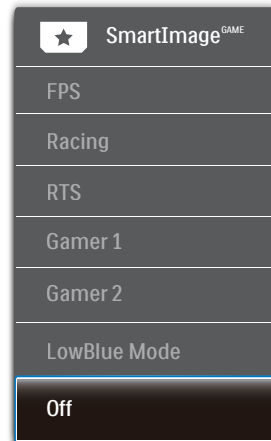 SmartImage GAME
FPS
Racing
RTS
Gamer 1
Gamer 2
LowBlue Mode
Off